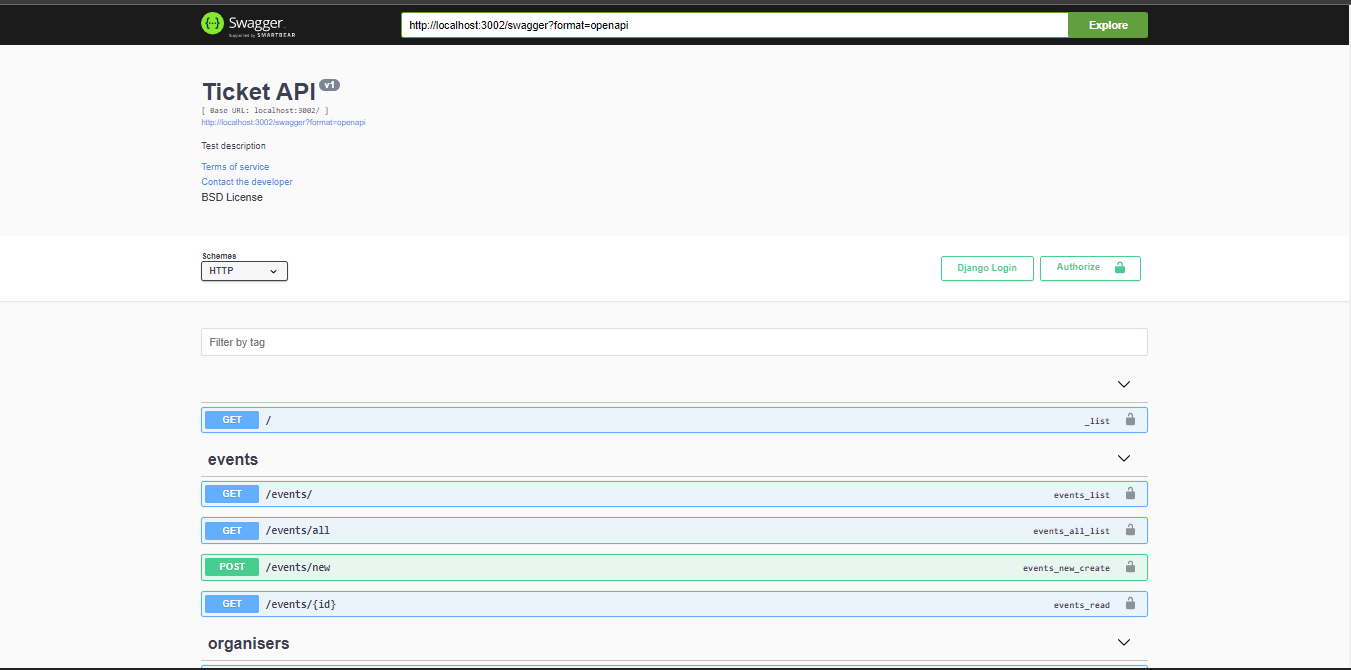 Swagger
Supported by SMARTBEAR
http://localhost:3002/swagger?format=openapi
Explore
Ticket API v1
[ Base URL: localhost:3002/ ]
http://localhost:3002/swagger?format=openapi
Test description
Terms of service
Contact the developer
BSD License
Schemes
HTTP
Django Login
Authorize
Filter by tag
GET / _list
events
GET /events/ events_list
GET /events/all events_all_list
POST /events/new events_new_create
GET /events/{id} events_read
organisers